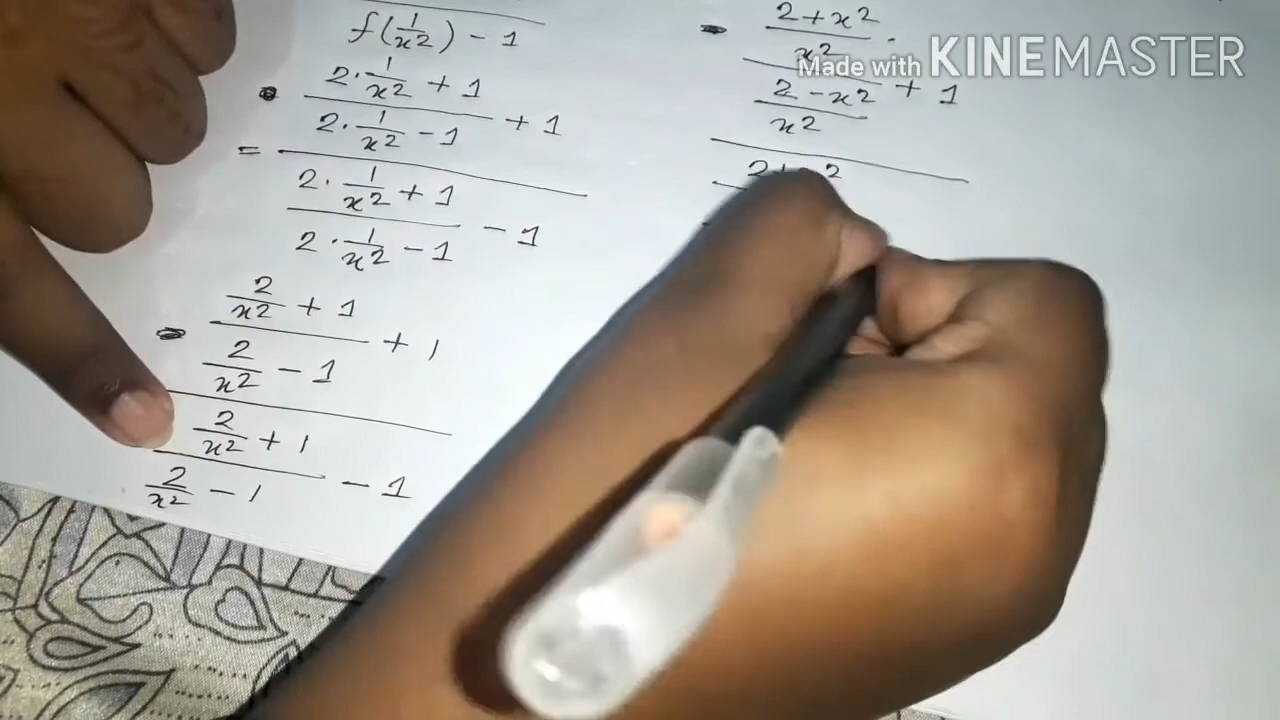 f(1/x²) - 1
2·1/x² + 1
2·1/x² - 1
+ 1
=
2·1/x² + 1
2·1/x² - 1
- 1
=
2/x² + 1
2/x² - 1
+ 1
2/x² + 1
2/x² - 1
- 1
=
2+x²
x²
2-x²
x²
+ 1
Made with KINEMASTER